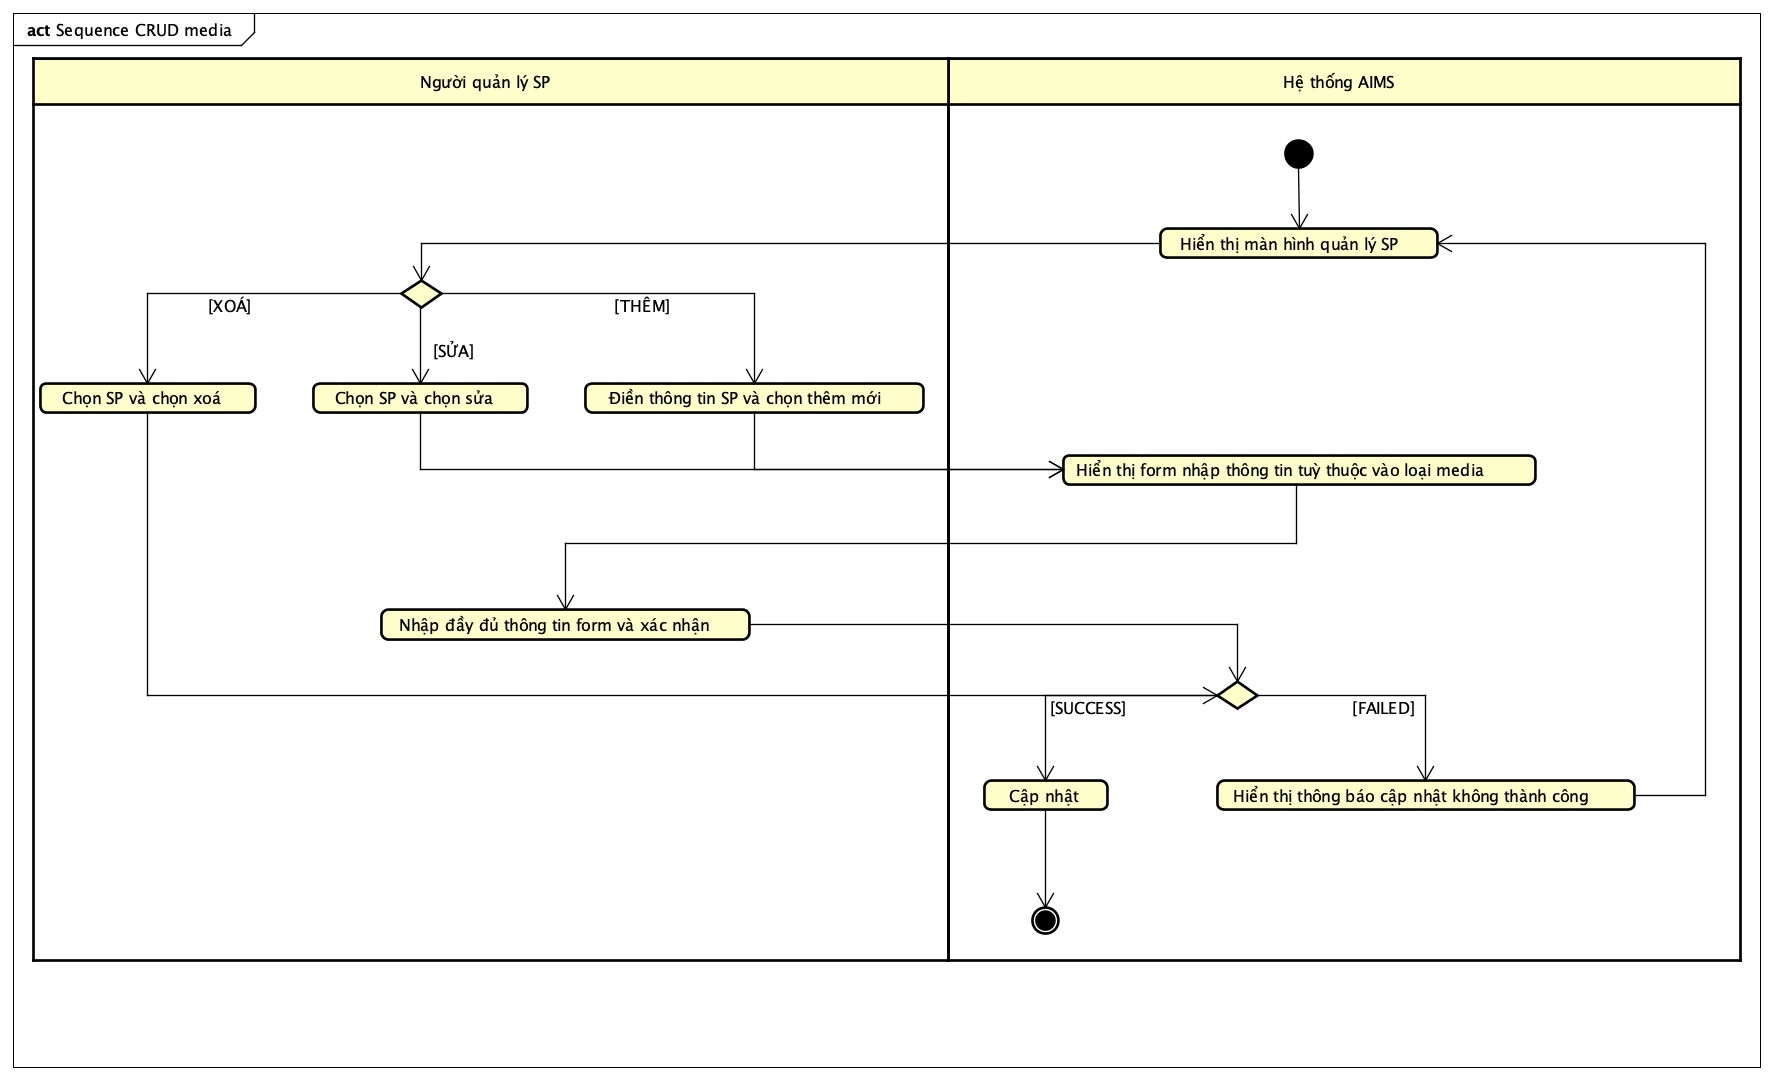 act Sequence CRUD media
Người quản lý SP
Hệ thống AIMS
Hiển thị màn hình quản lý SP
[XOÁ]
[THÊM]
[SỬA]
Chọn SP và chọn xoá
Chọn SP và chọn sửa
Điền thông tin SP và chọn thêm mới
Hiển thị form nhập thông tin tuỳ thuộc vào loại media
Nhập đầy đủ thông tin form và xác nhận
[SUCCESS]
[FAILED]
Cập nhật
Hiển thị thông báo cập nhật không thành công